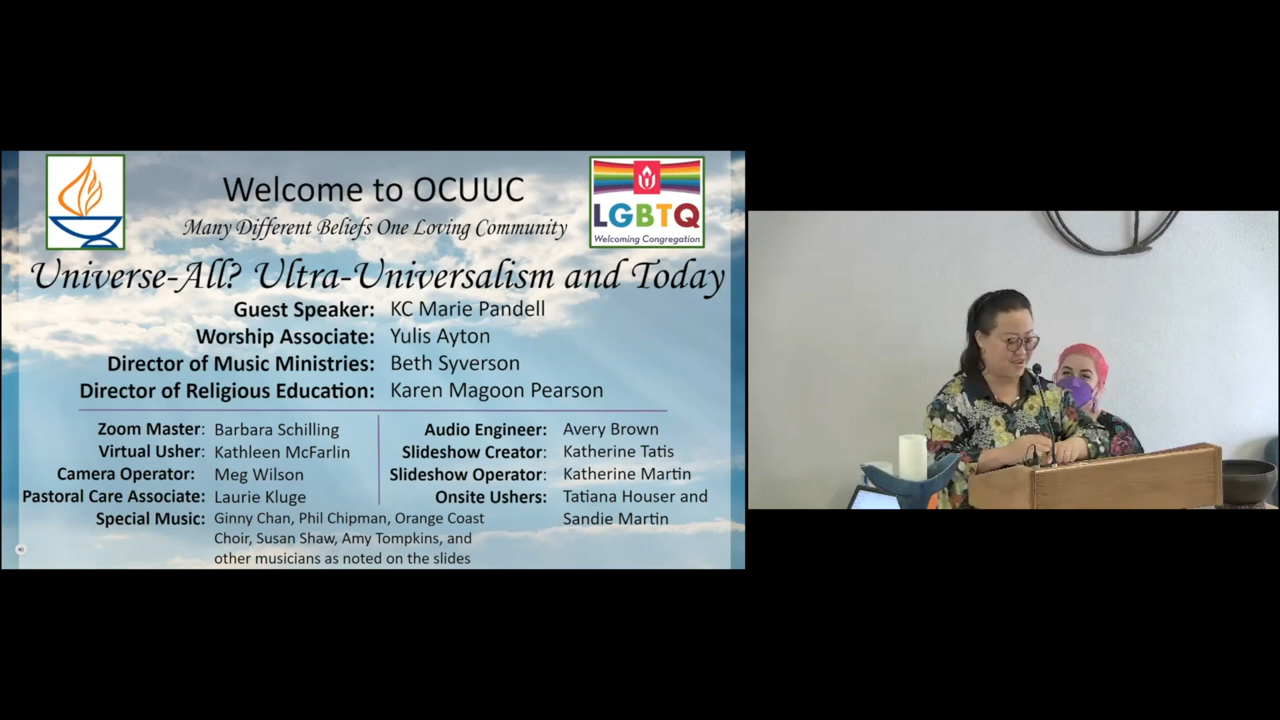 Welcome to OCUUC
Many Different Beliefs One Loving Community
LGBTQ
Welcoming Congregation
Universe-All? Ultra-Universalism and Today
Guest Speaker: KC Marie Pandell
Worship Associate: Yulis Ayton
Director of Music Ministries: Beth Syverson
Director of Religious Education: Karen Magoon Pearson
Zoom Master: Barbara Schilling
Virtual Usher: Kathleen McFarlin
Camera Operator: Meg Wilson
Pastoral Care Associate: Laurie Kluge
Special Music: Ginny Chan, Phil Chipman, Orange Coast
Choir, Susan Shaw, Amy Tompkins, and
other musicians as noted on the slides
Audio Engineer: Avery Brown
Slideshow Creator: Katherine Tatis
Slideshow Operator: Katherine Martin
Onsite Ushers: Tatiana Houser and
Sandie Martin